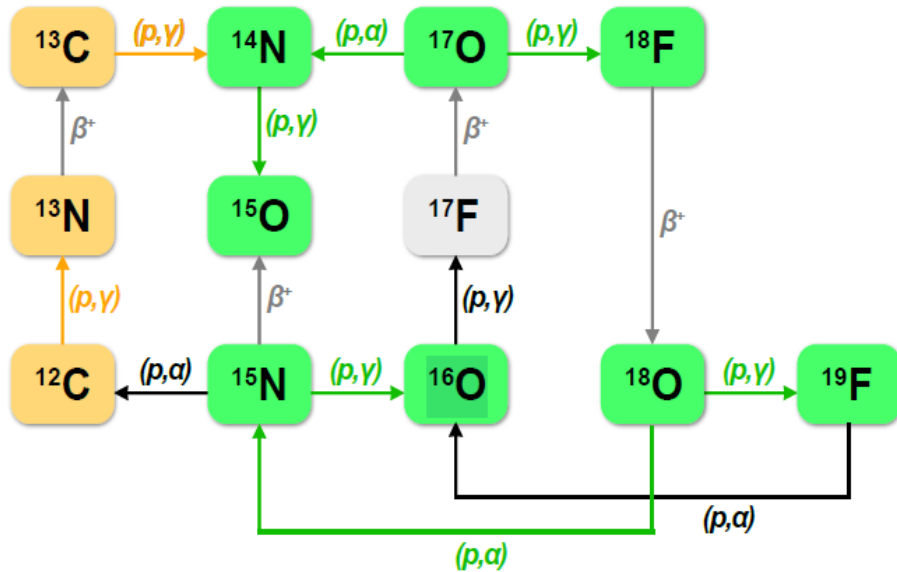 (p,γ) (p,α) (p,γ)
¹³C ¹⁴N ¹⁷O ¹⁸F
β⁺ (p,γ) β⁺
¹³N ¹⁵O ¹⁷F
β⁺
(p,γ) β⁺ (p,γ)
(p,α) (p,γ) (p,γ)
¹²C ¹⁵N ¹⁶O ¹⁸O ¹⁹F
(p,α)
(p,α)